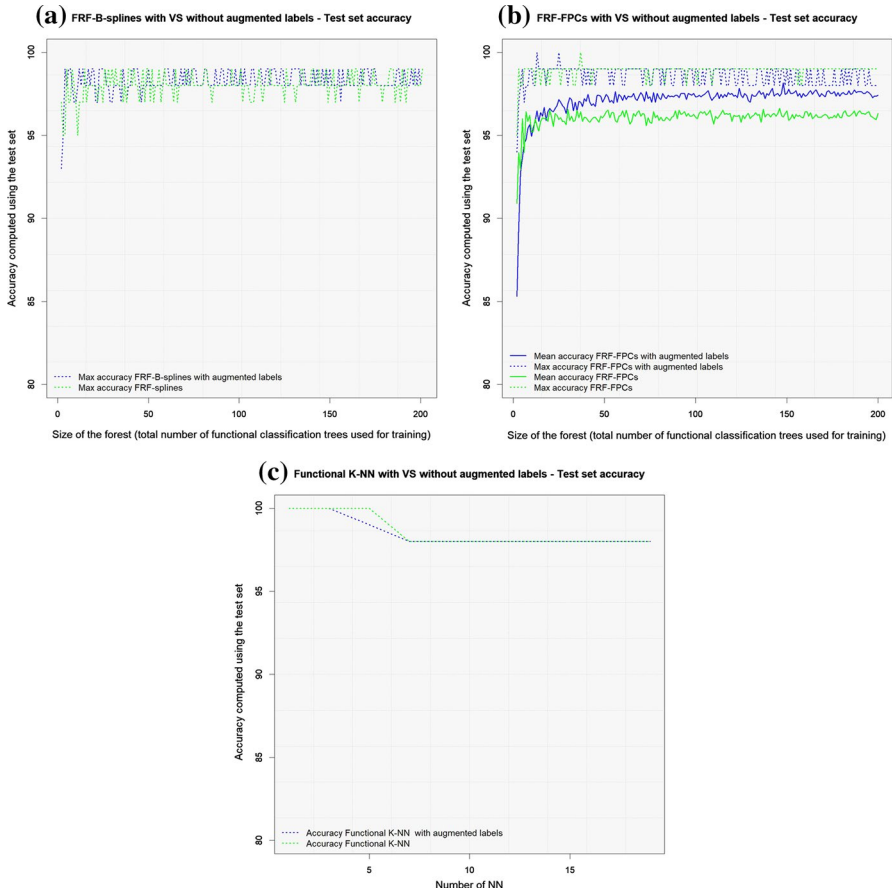 (a) FRF-B-splines with VS without augmented labels - Test set accuracy
Accuracy computed using the test set
100
95
90
85
80
Max accuracy FRF-B-splines with augmented labels
Max accuracy FRF-splines
0 50 100 150 200
Size of the forest (total number of functional classification trees used for training)
(b) FRF-FPCs with VS without augmented labels - Test set accuracy
Accuracy computed using the test set
100
95
90
85
80
Mean accuracy FRF-FPCs with augmented labels
Max accuracy FRF-FPCs with augmented labels
Mean accuracy FRF-FPCs
Max accuracy FRF-FPCs
0 50 100 150 200
Size of the forest (total number of functional classification trees used for training)
(c) Functional K-NN with VS without augmented labels - Test set accuracy
Accuracy computed using the test set
100
95
90
85
80
Accuracy Functional K-NN with augmented labels
Accuracy Functional K-NN
5 10 15
Number of NN